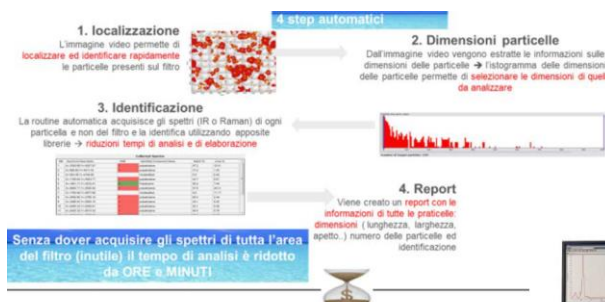 4 step automatici
1. localizzazione
L'immagine video permette di
localizzare ed identificare rapidamente
le particelle presenti sul filtro
2. Dimensioni particelle
Dall'immagine video vengono estratte le informazioni sulle
dimensioni delle particelle → l'istogramma delle dimensioni
delle particelle permette di selezionare le dimensioni di quelle
da analizzare
3. Identificazione
La routine automatica acquisisce gli spettri (IR o Raman) di ogni
particella e non del filtro e la identifica utilizzando apposite
librerie → riduzioni tempi di analisi e di elaborazione
4. Report
Viene creato un report con le
informazioni di tutte le praticelle:
dimensioni ( lunghezza, larghezza,
apetto..) numero delle particelle ed
identificazione
Senza dover acquisire gli spettri di tutta l'area
del filtro (inutile) il tempo di analisi è ridotto
da ORE a MINUTI